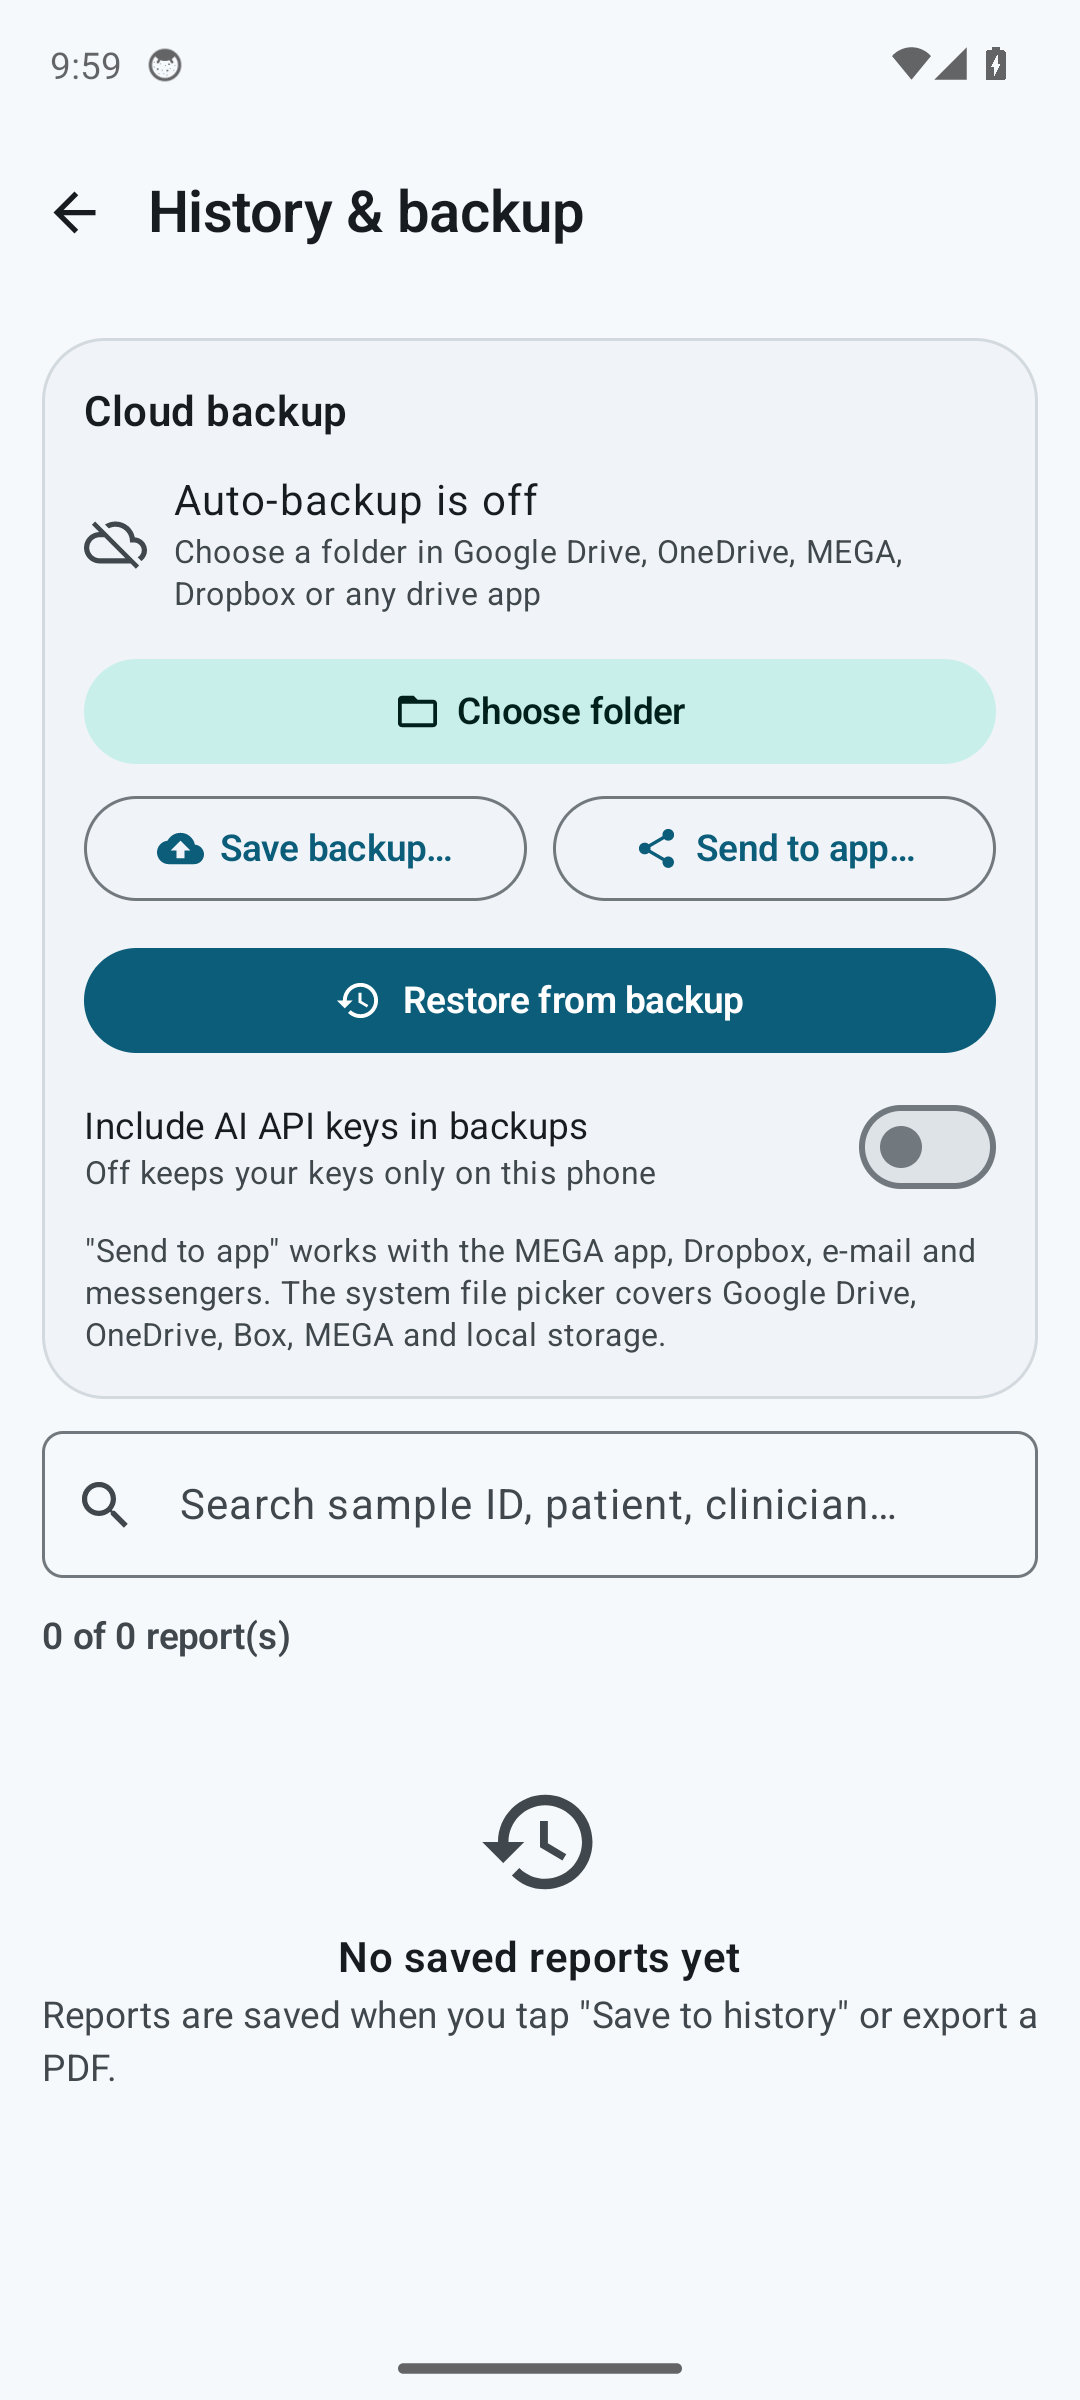 9:59
History & backup
Cloud backup
Auto-backup is off
Choose a folder in Google Drive, OneDrive, MEGA,
Dropbox or any drive app
Choose folder
Save backup...
Send to app...
Restore from backup
Include AI API keys in backups
Off keeps your keys only on this phone
"Send to app" works with the MEGA app, Dropbox, e-mail and
messengers. The system file picker covers Google Drive,
OneDrive, Box, MEGA and local storage.
Search sample ID, patient, clinician...
0 of 0 report(s)
No saved reports yet
Reports are saved when you tap "Save to history" or export a
PDF.